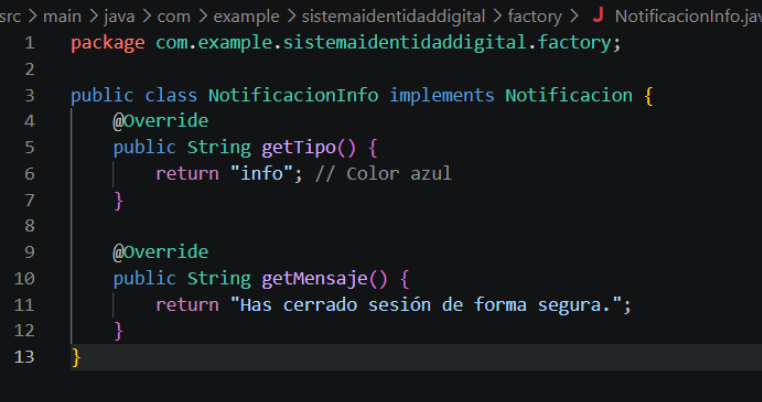 src > main > java > com > example > sistemaidentidaddigital > factory > J NotificacionInfo.jav
1 package com.example.sistemaidentidaddigital.factory;
2
3 public class NotificacionInfo implements Notificacion {
4     @Override
5     public String getTipo() {
6         return "info"; // Color azul
7     }
8
9     @Override
10     public String getMensaje() {
11         return "Has cerrado sesión de forma segura.";
12     }
13 }